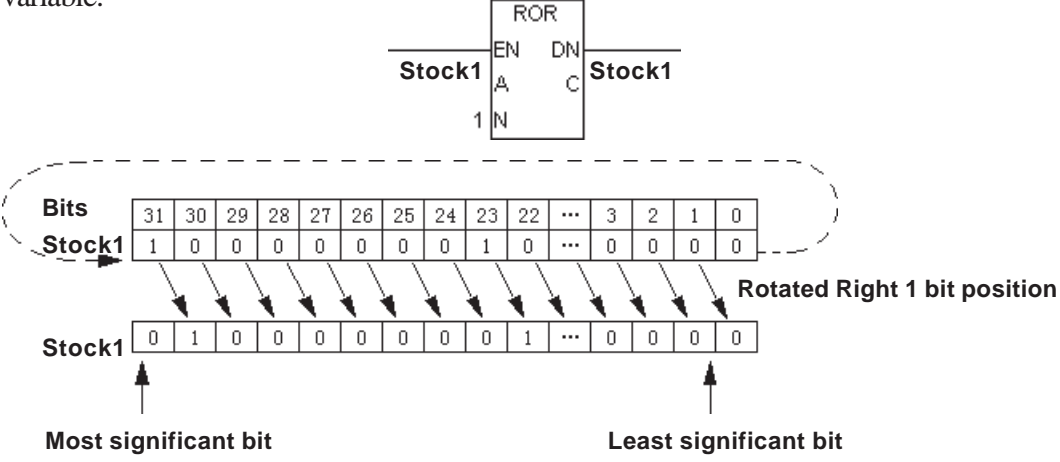 variable.
ROR
EN DN
Stock1 A C Stock1
1 N
Bits 31 30 29 28 27 26 25 24 23 22 ... 3 2 1 0
Stock1 1 0 0 0 0 0 0 0 1 0 ... 0 0 0 0
Rotated Right 1 bit position
Stock1 0 1 0 0 0 0 0 0 0 1 ... 0 0 0 0
Most significant bit Least significant bit